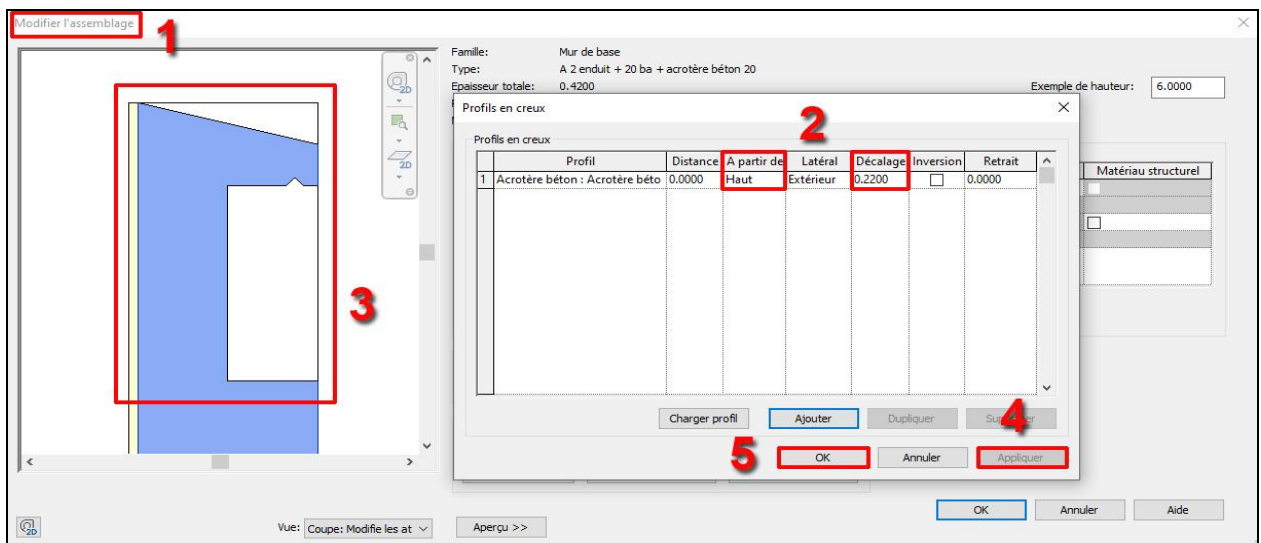 Modifier l'assemblage
1
2D
2D
Famille: Mur de base
Type: A 2 enduit + 20 ba + acrotère béton 20
Epaisseur totale: 0.4200
Exemple de hauteur: 6.0000
Profils en creux
2
Profils en creux
Profil Distance A partir de Latéral Décalage Inversion Retrait
1 Acrotère béton : Acrotère béto 0.0000 Haut Extérieur 0.2200 0.0000
Matériau structurel
3
Charger profil Ajouter Dupliquer
4
5
OK Annuler Appliquer
2D
Vue: Coupe: Modifie les at
Aperçu >>
OK Annuler Aide